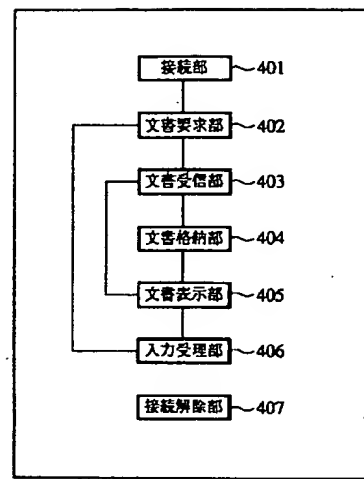 接続部 401
文書要求部 402
文書受信部 403
文書格納部 404
文書表示部 405
入力受理部 406
接続解除部 407